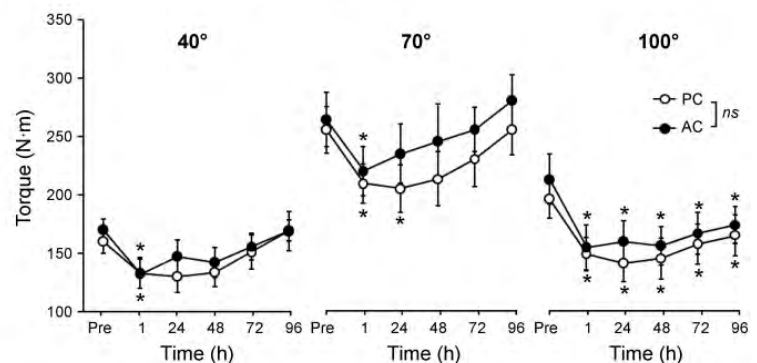 350
300
250
200
150
100
Torque (N·m)
40°
70°
100°
PC
AC
ns
* *
* * *
* * * * *
* * * * *
Pre 1 24 48 72 96
Pre 1 24 48 72 96
Pre 1 24 48 72 96
Time (h)
Time (h)
Time (h)